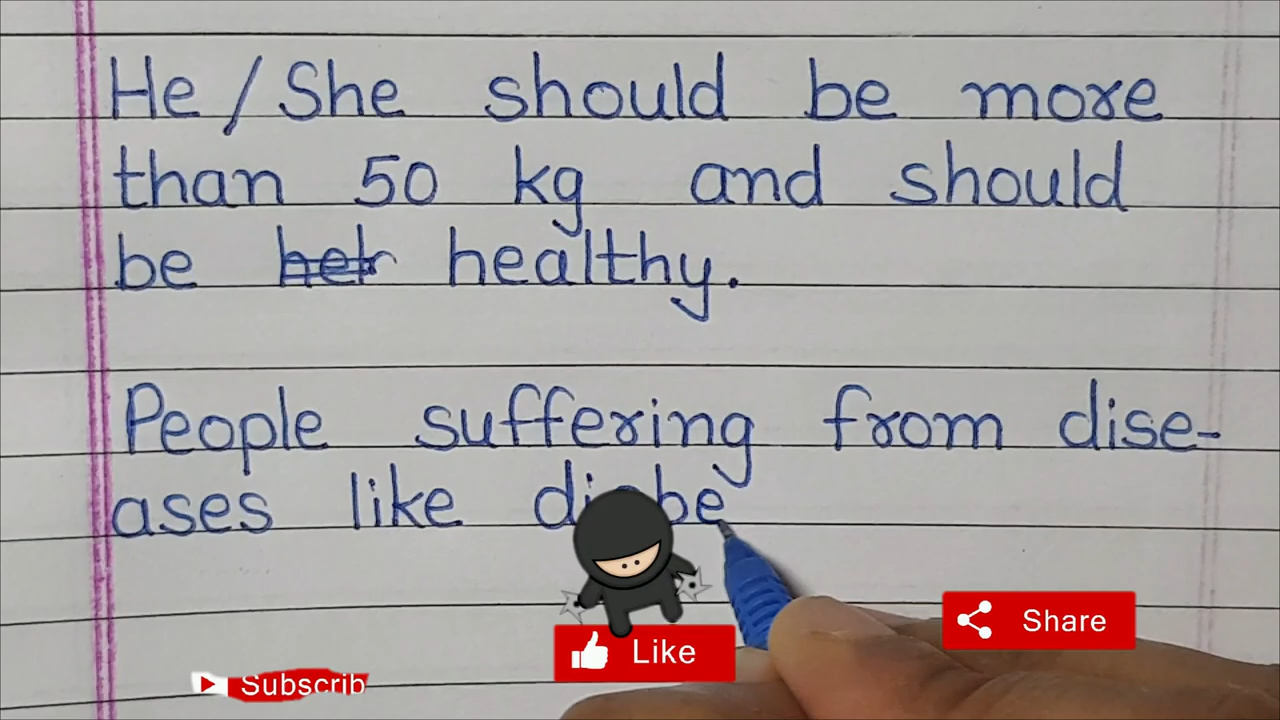 He / She should be more
than 50 kg and should
be healthy.
People suffering from dise-
ases like
Like
Share
Subscrib